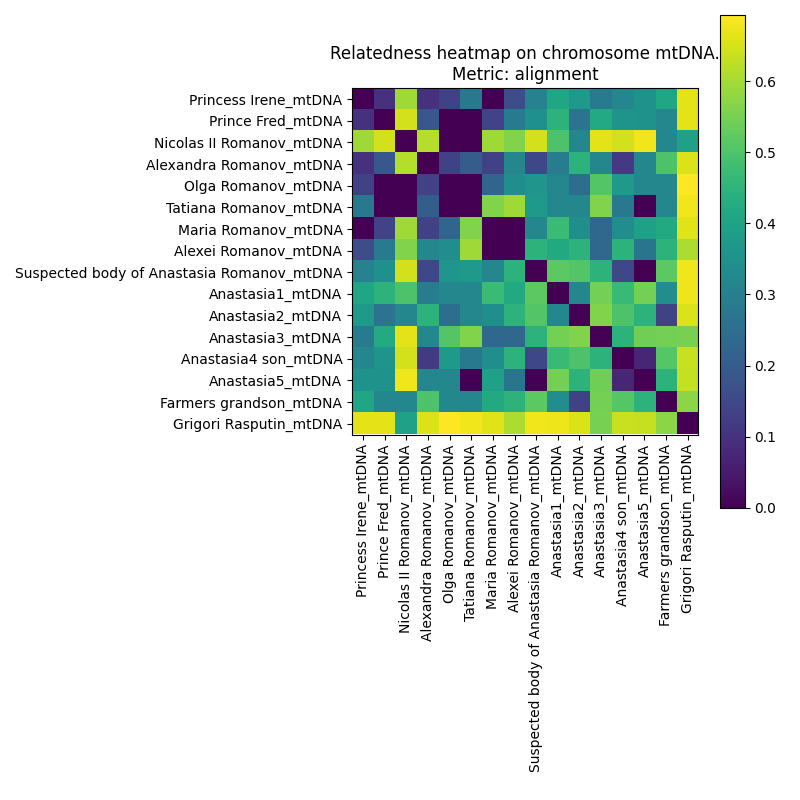 Relatedness heatmap on chromosome mtDNA.
Metric: alignment
Princess Irene_mtDNA
Prince Fred_mtDNA
Nicolas II Romanov_mtDNA
Alexandra Romanov_mtDNA
Olga Romanov_mtDNA
Tatiana Romanov_mtDNA
Maria Romanov_mtDNA
Alexei Romanov_mtDNA
Suspected body of Anastasia Romanov_mtDNA
Anastasia1_mtDNA
Anastasia2_mtDNA
Anastasia3_mtDNA
Anastasia4 son_mtDNA
Anastasia5_mtDNA
Farmers grandson_mtDNA
Grigori Rasputin_mtDNA
Princess Irene_mtDNA
Prince Fred_mtDNA
Nicolas II Romanov_mtDNA
Alexandra Romanov_mtDNA
Olga Romanov_mtDNA
Tatiana Romanov_mtDNA
Maria Romanov_mtDNA
Alexei Romanov_mtDNA
Suspected body of Anastasia Romanov_mtDNA
Anastasia1_mtDNA
Anastasia2_mtDNA
Anastasia3_mtDNA
Anastasia4 son_mtDNA
Anastasia5_mtDNA
Farmers grandson_mtDNA
Grigori Rasputin_mtDNA
0.6
0.5
0.4
0.3
0.2
0.1
0.0